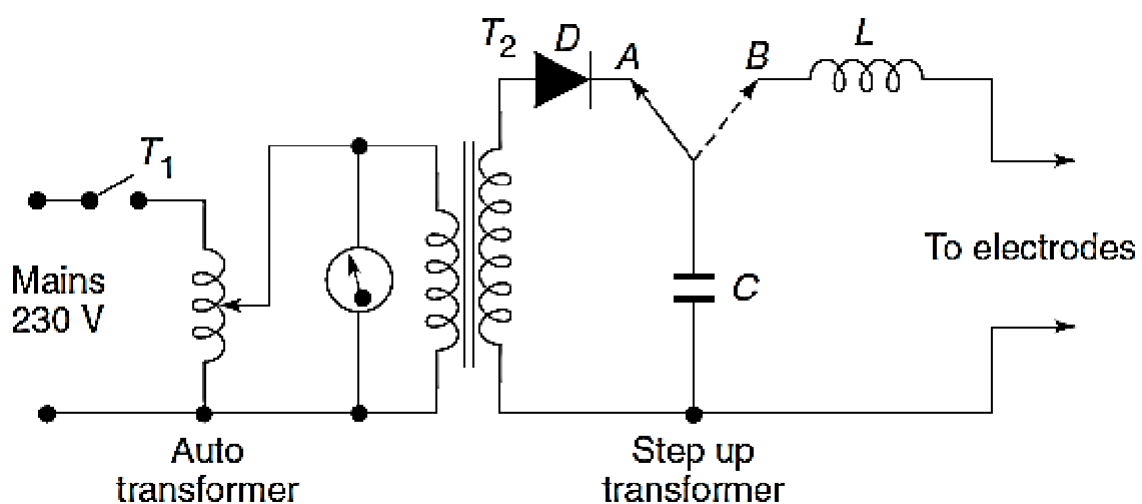 T2
D
A
B
L
T1
Mains
230 V
C
To electrodes
Auto
transformer
Step up
transformer